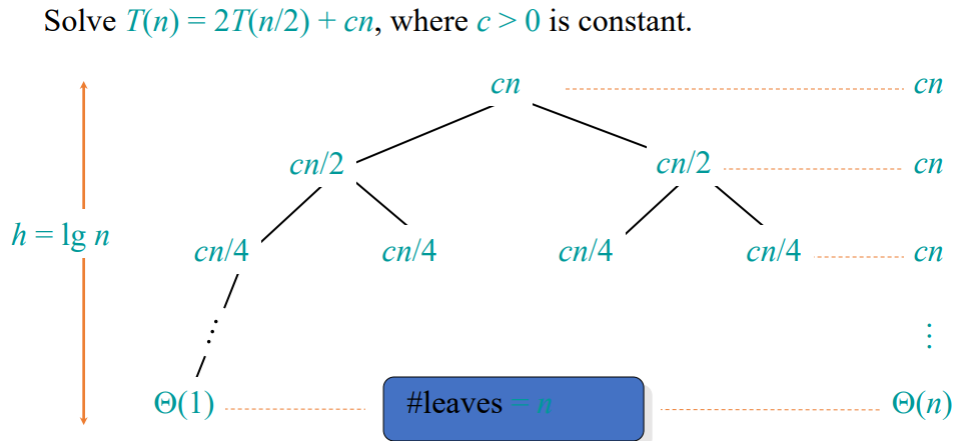 Solve T(n) = 2T(n/2) + cn, where c > 0 is constant.
cn cn
cn/2 cn/2 cn
h = lg n
cn/4 cn/4 cn/4 cn/4 cn
⋰ ⋮
Θ(1) #leaves = n Θ(n)